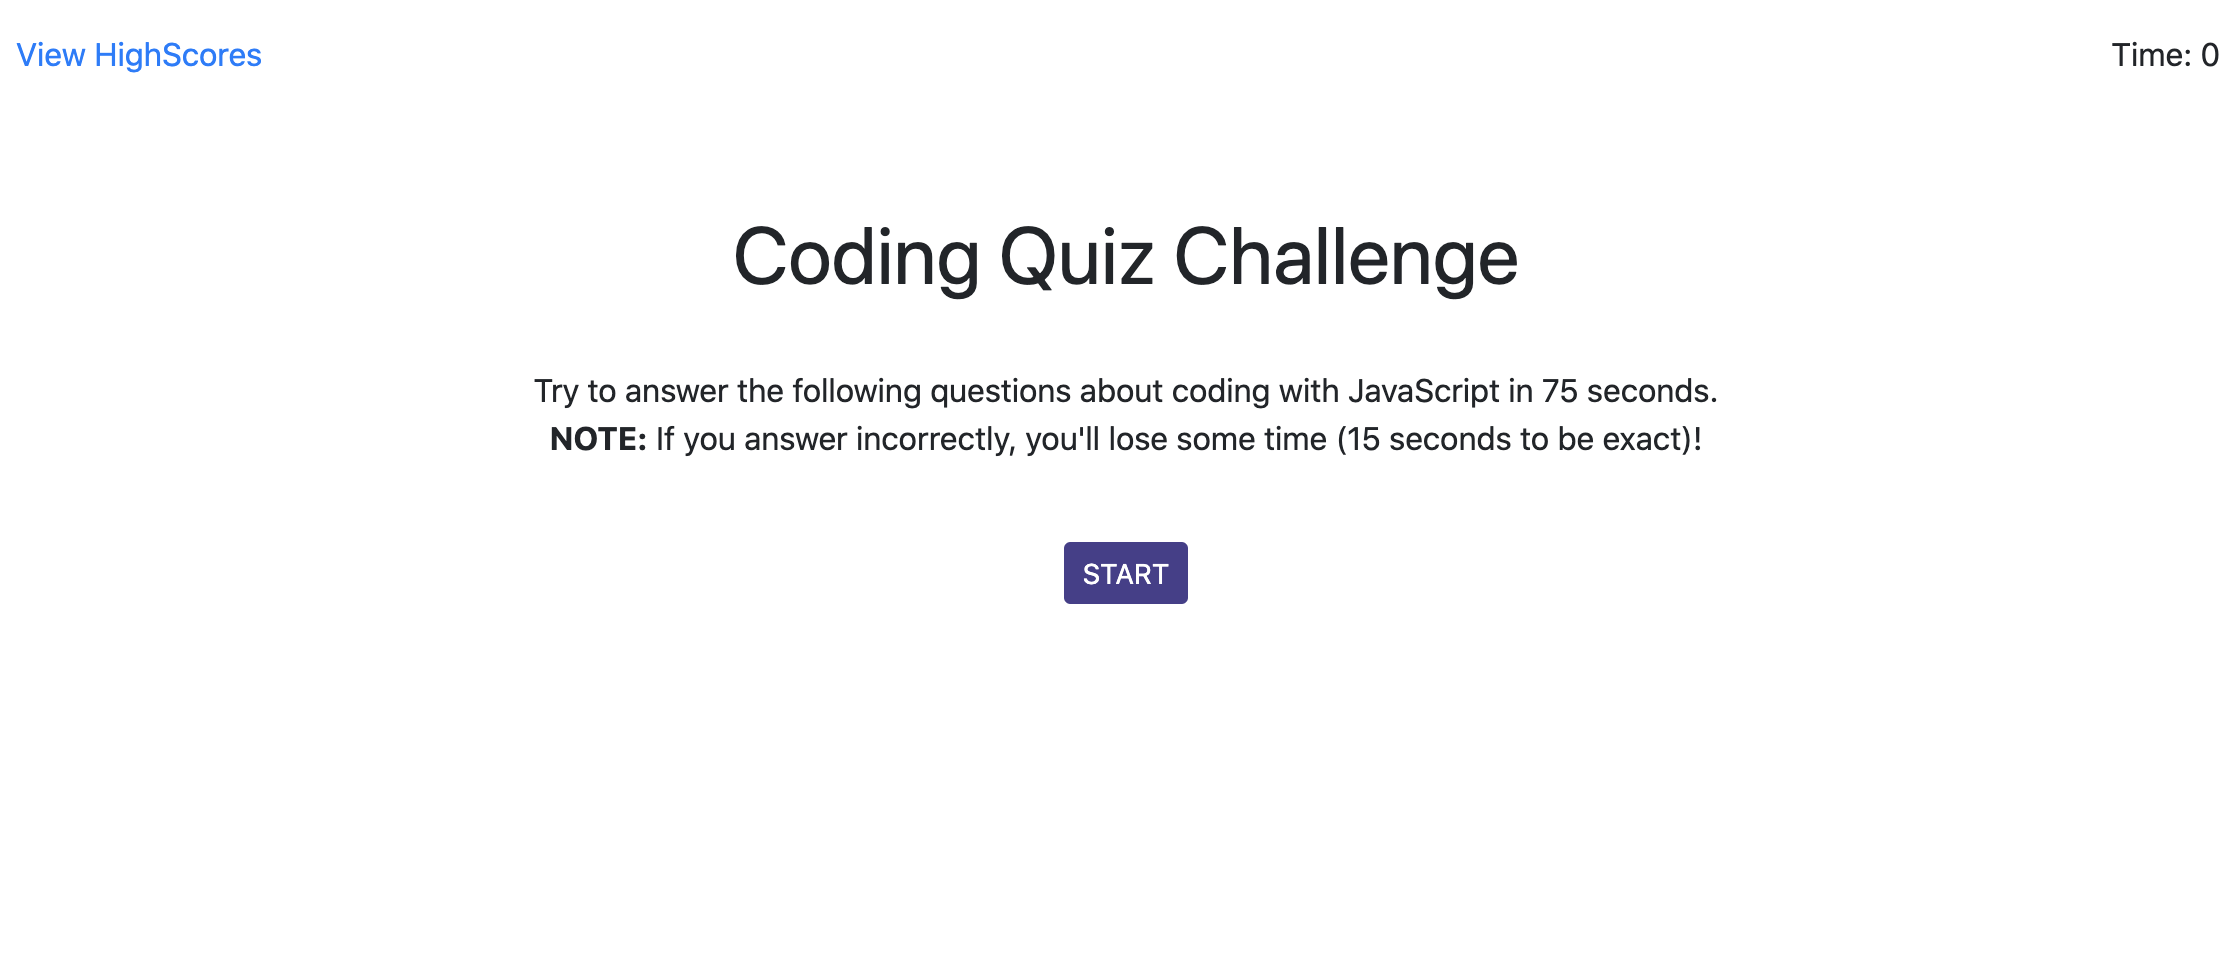 View HighScores
Time: 0
Coding Quiz Challenge
Try to answer the following questions about coding with JavaScript in 75 seconds.
NOTE: If you answer incorrectly, you'll lose some time (15 seconds to be exact)!
START